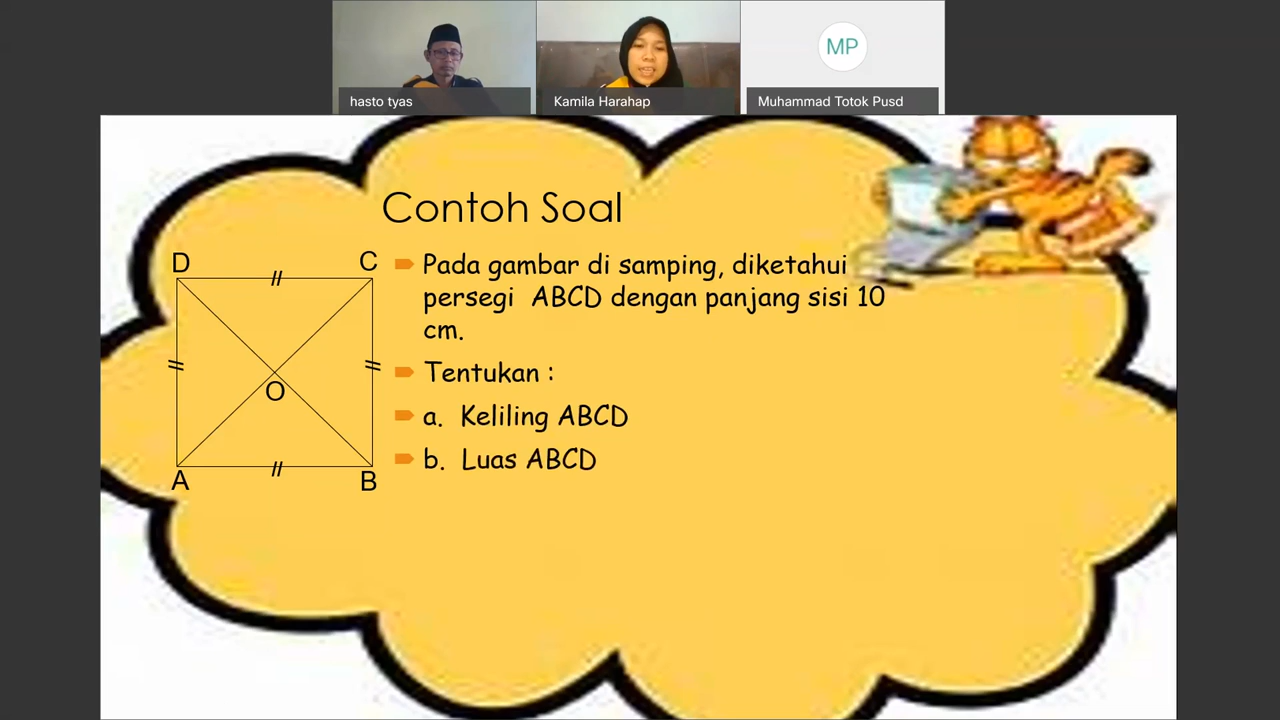 hasto tyas
Kamila Harahap
MP
Muhammad Totok Pusd
Contoh Soal
D
C
O
A
B
Pada gambar di samping, diketahui
persegi ABCD dengan panjang sisi 10
cm.
Tentukan :
a. Keliling ABCD
b. Luas ABCD